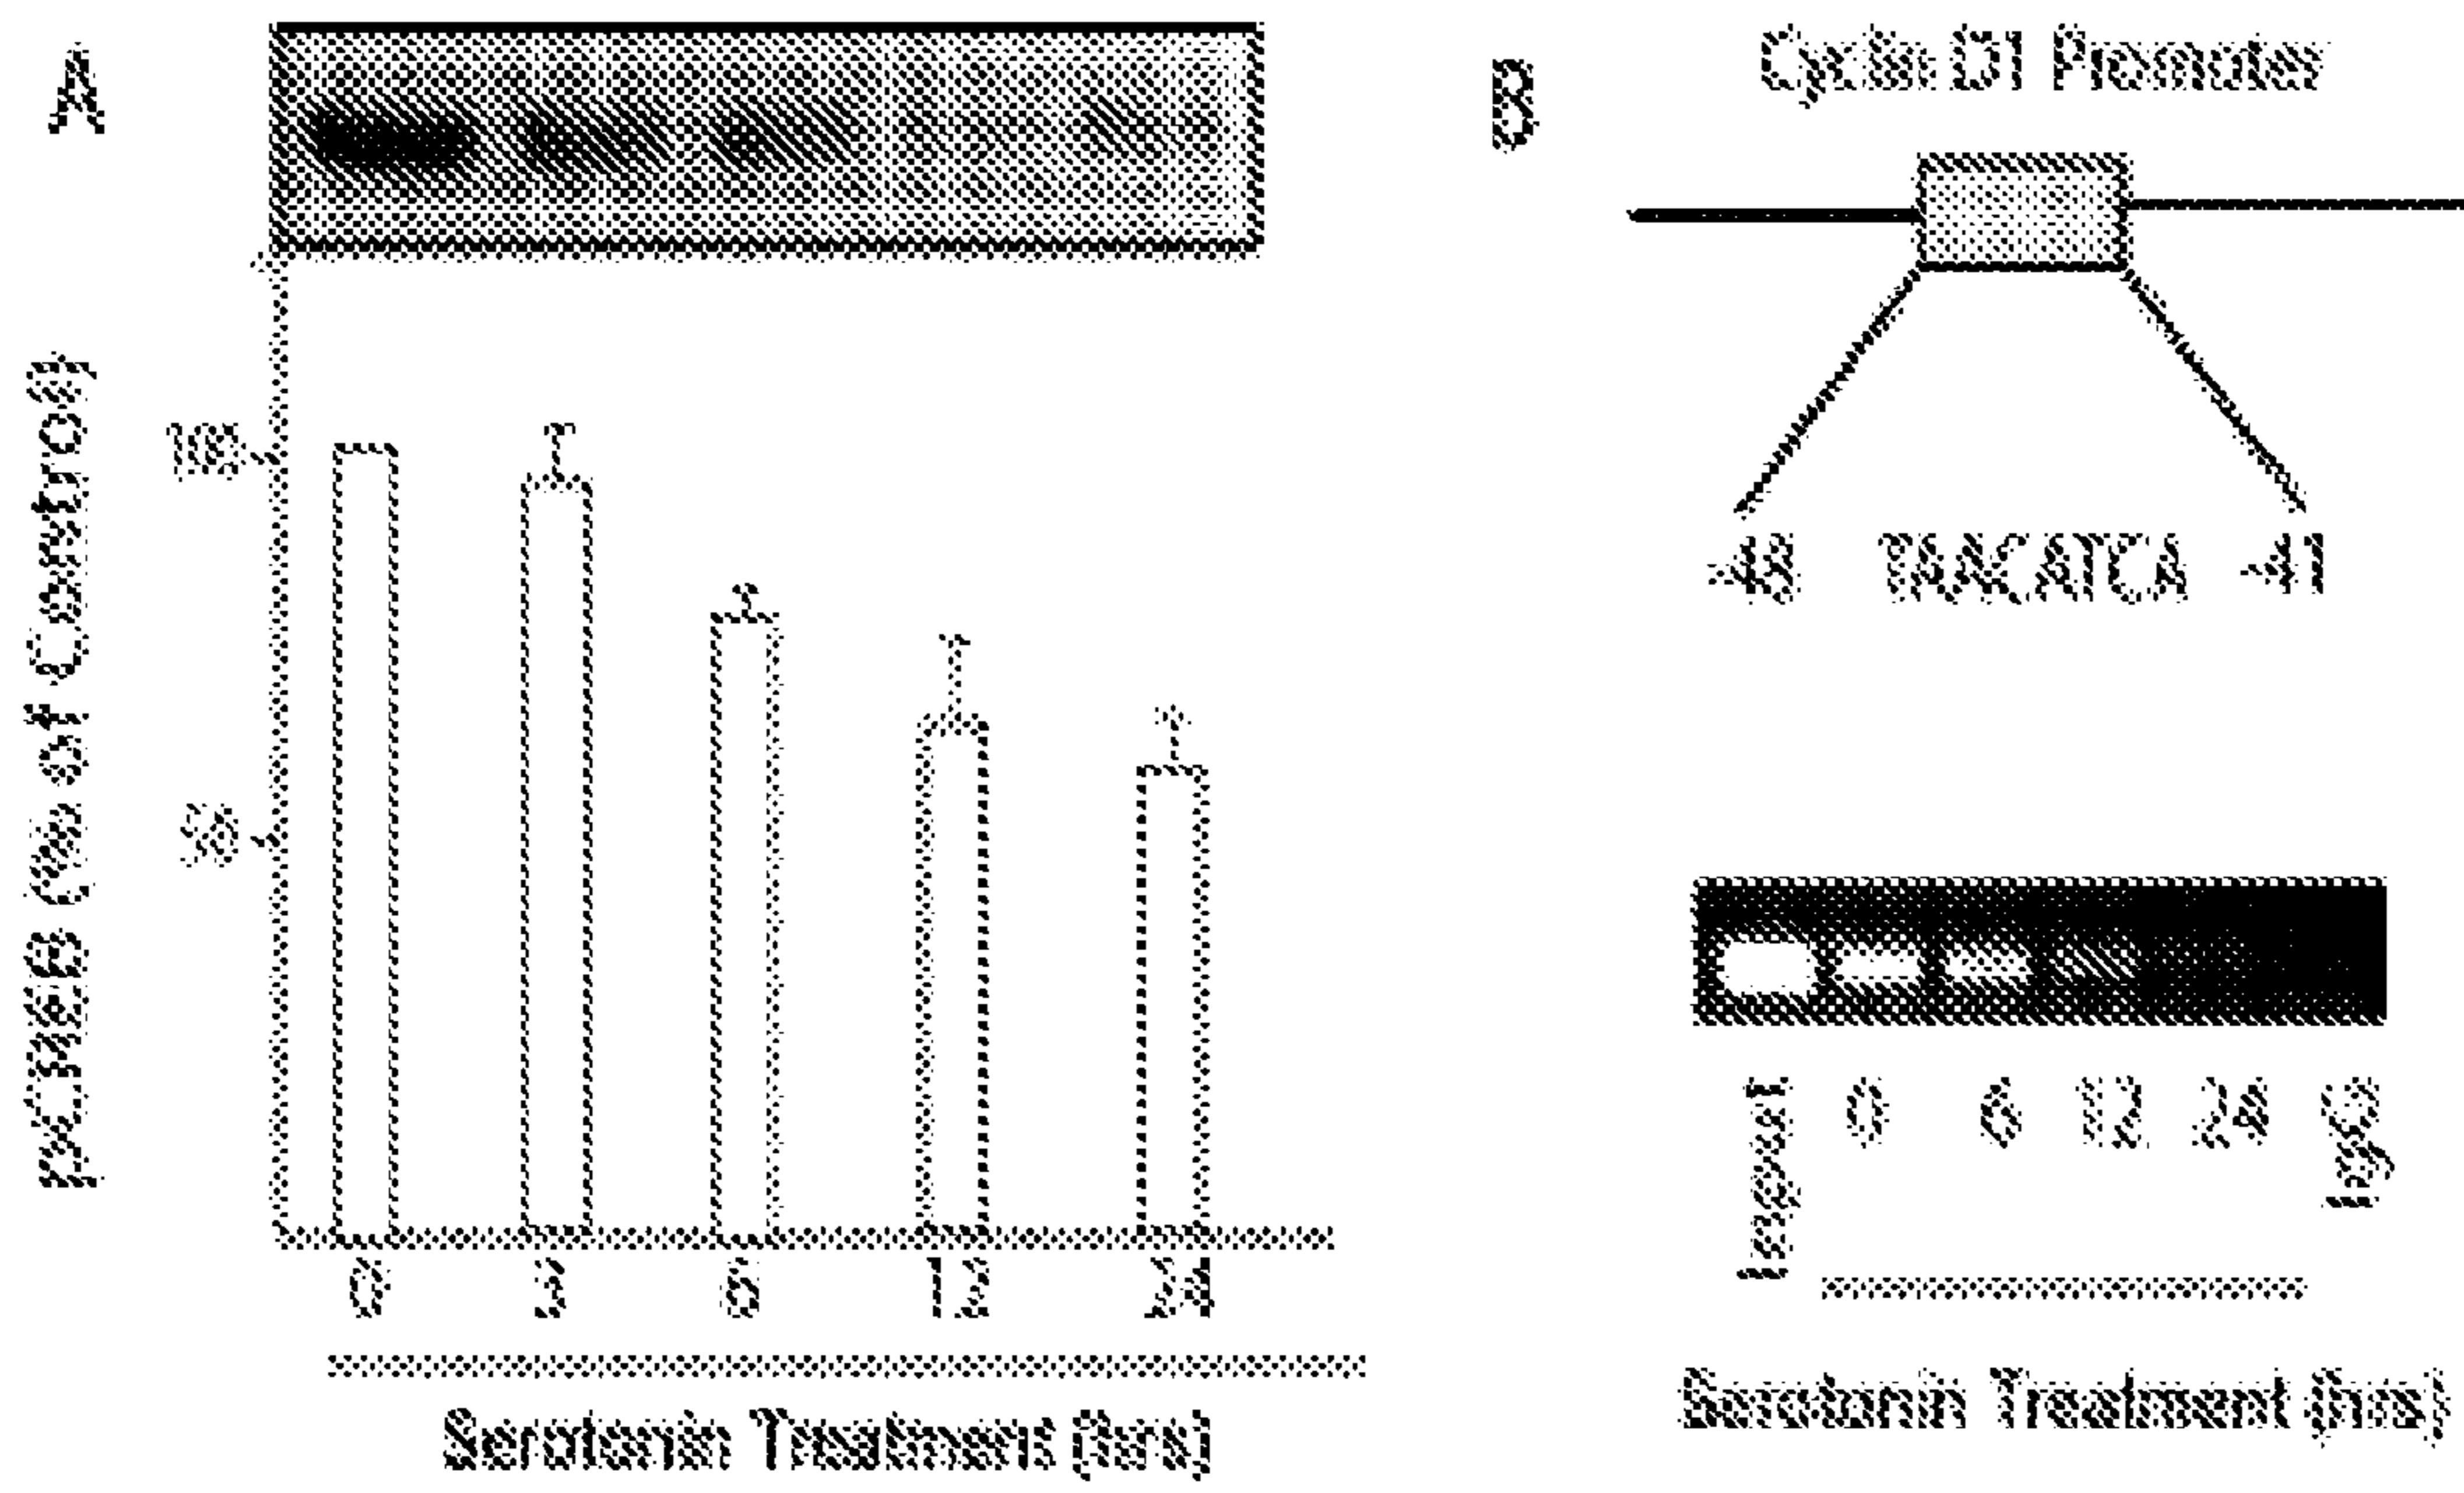 A
pCREB (% of Control)
100
50
0 3 6 12 24
Serotonin Treatment (hrs)
B
Cyclin D1 Promoter
-48 TAACATCA -41
Input 0 6 12 24 IgG
Serotonin Treatment (hrs)